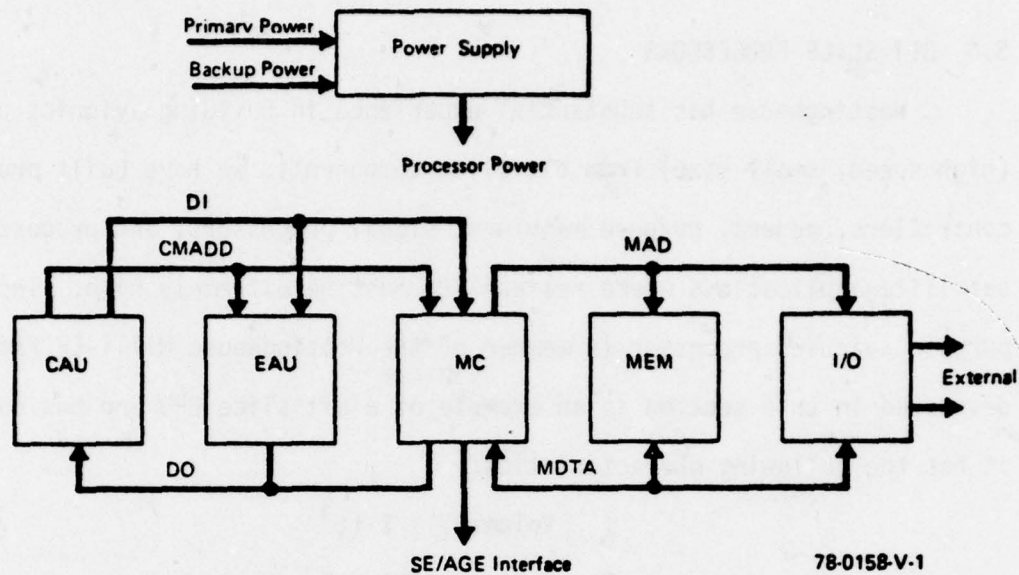 Primary Power
Backup Power
Power Supply
Processor Power
DI
CMADD
MAD
CAU
EAU
MC
MEM
I/O
External
DO
MDTA
SE/AGE Interface
78-0158-V-1